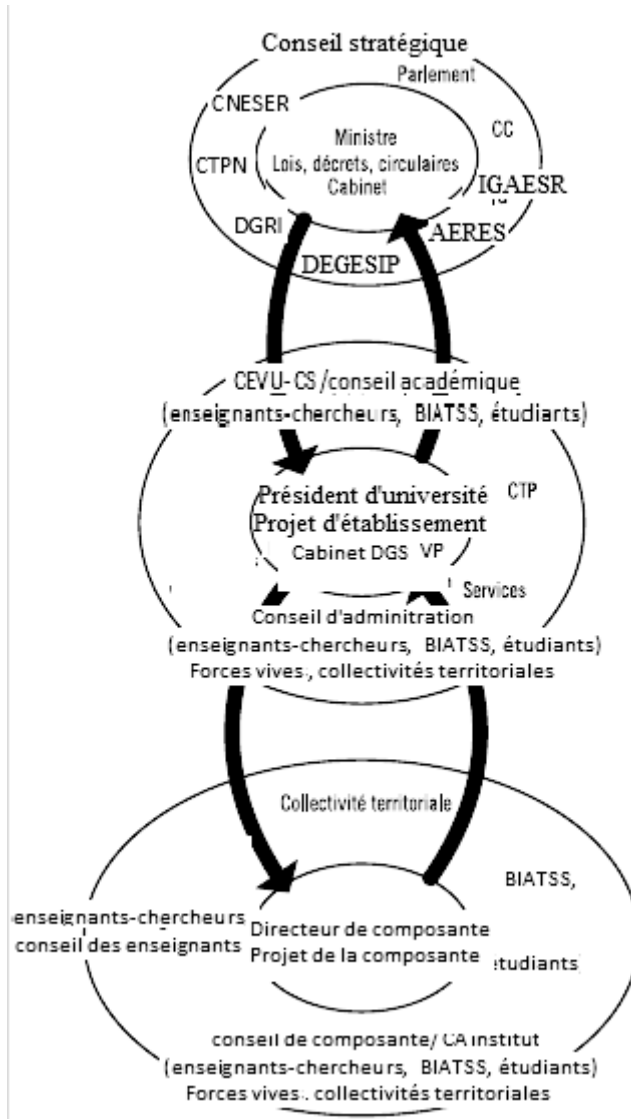 Conseil stratégique
Parlement
CNESER
CC
Ministre
Lois, décrets, circulaires
Cabinet
CTPN
IGAESR
DGRI
AERES
DEGESIP
CEVU-CS/conseil académique
(enseignants-chercheurs, BIATSS, étudiants)
Président d'université
CTP
Projet d'établissement
Cabinet DGS VP
Services
Conseil d'adminitration
(enseignants-chercheurs, BIATSS, étudiants)
Forces vives, collectivités territoriales
Collectivité territoriale
BIATSS,
enseignants-chercheurs
conseil des enseignants
Directeur de composante
Projet de la composante
étudiants)
conseil de composante/ CA institut
(enseignants-chercheurs, BIATSS, étudiants)
Forces vives, collectivités territoriales